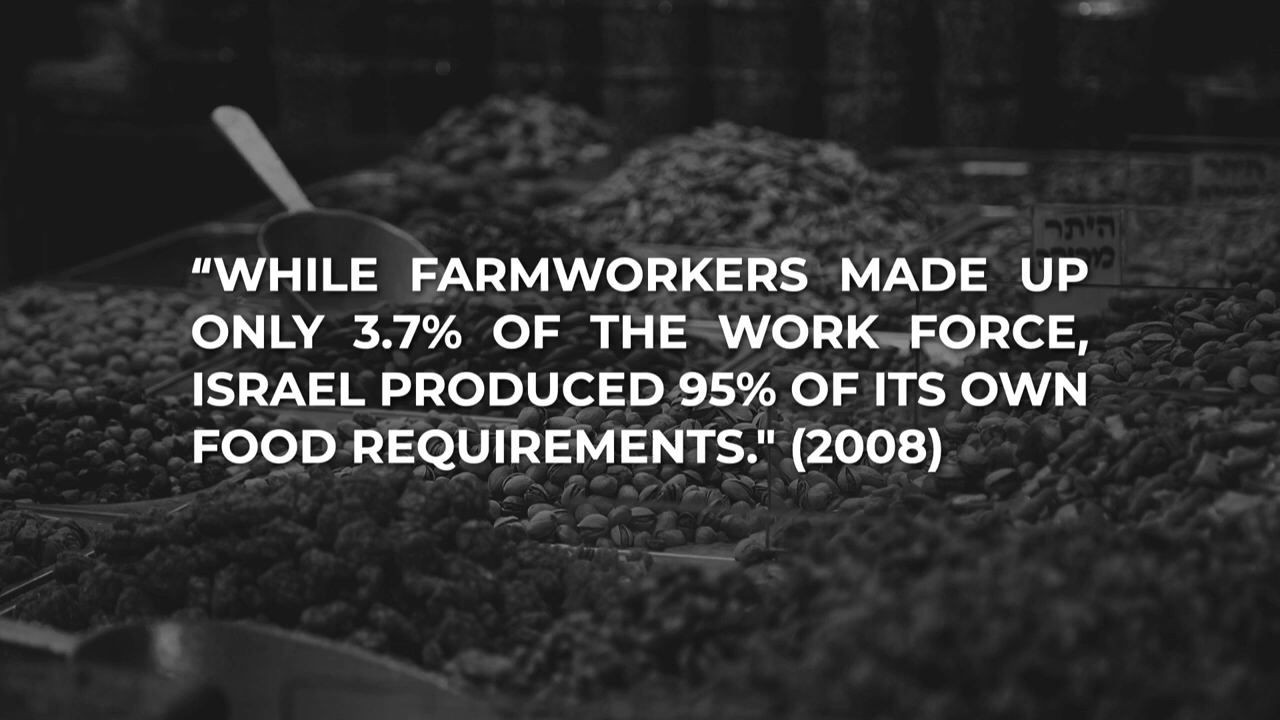 “WHILE FARMWORKERS MADE UP
ONLY 3.7% OF THE WORK FORCE,
ISRAEL PRODUCED 95% OF ITS OWN
FOOD REQUIREMENTS." (2008)
היתר